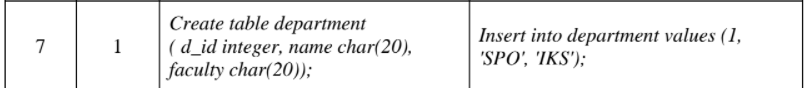 7
1
Create table department
( d_id integer, name char(20),
faculty char(20));
Insert into department values (1,
'SPO', 'IKS');